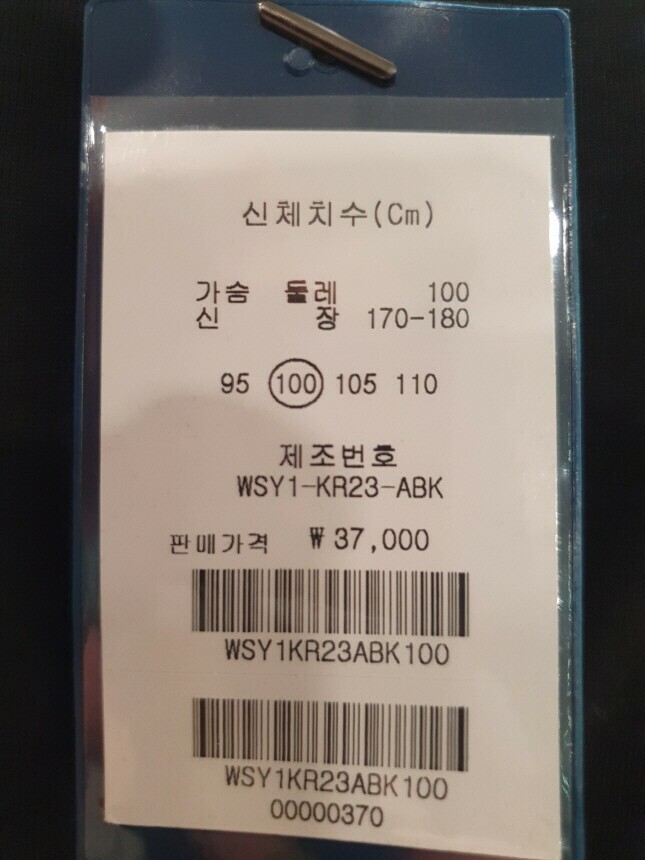 신체치수(Cm)
가슴 둘레 100
신 장 170-180
95 100 105 110
제조번호
WSY1-KR23-ABK
판매가격 ₩37,000
WSY1KR23ABK100
WSY1KR23ABK100
00000370